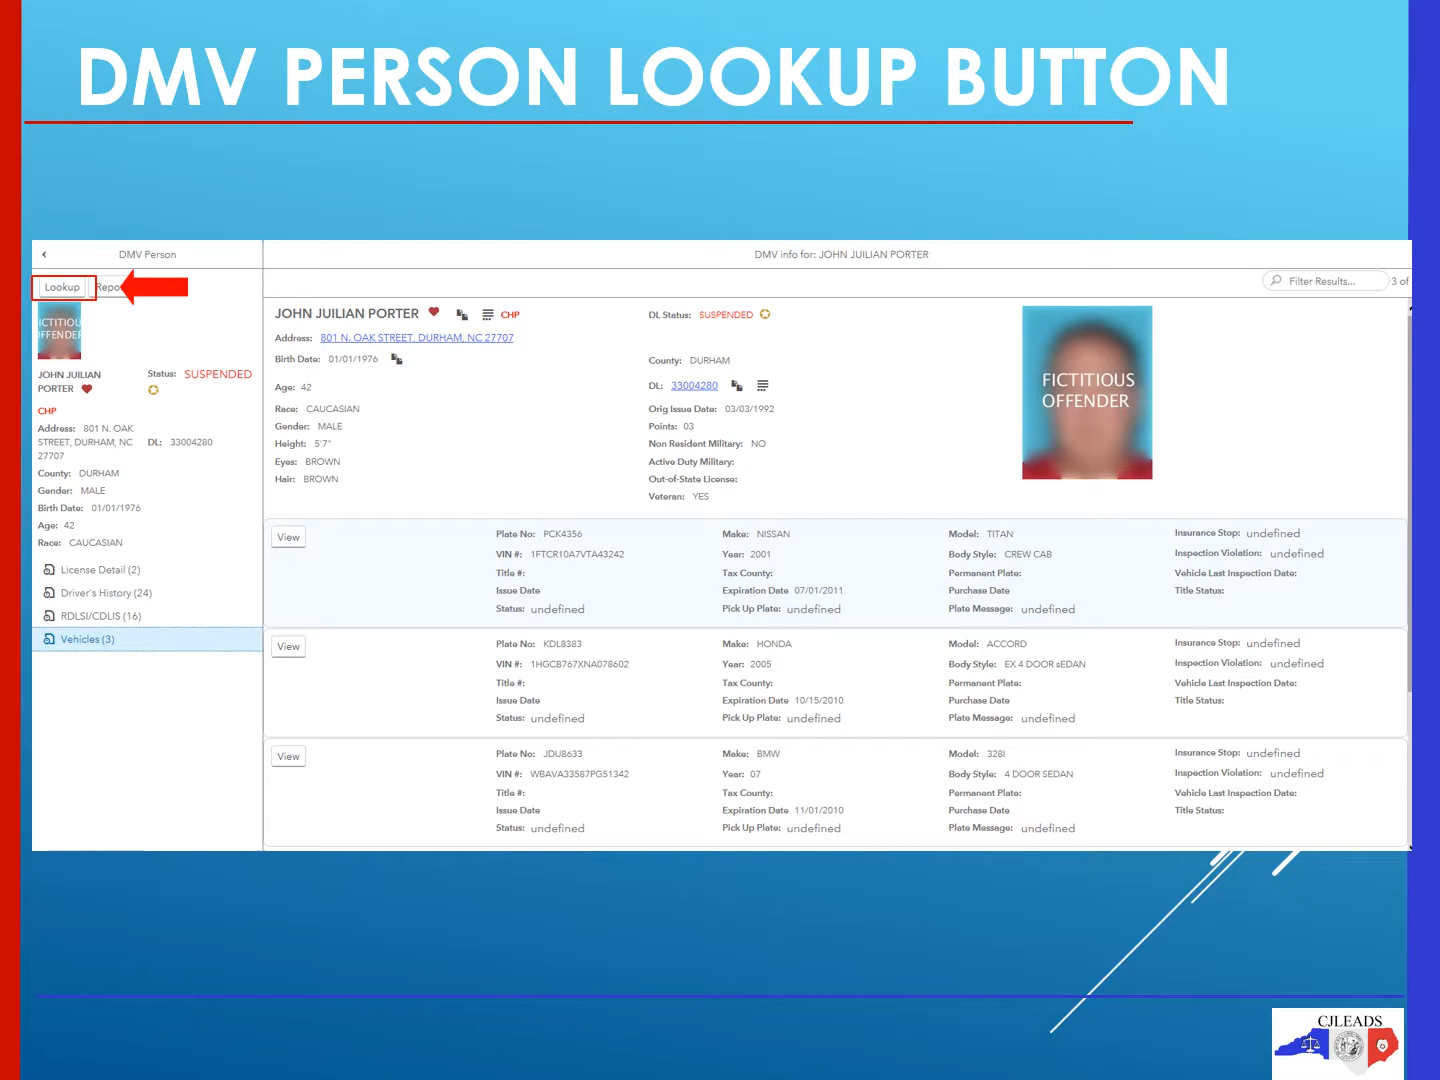 DMV PERSON LOOKUP BUTTON
DMV Person
DMV info for: JOHN JUILIAN PORTER
Lookup
Filter Results...
3 of
FICTITIOUS
OFFENDER
JOHN JUILIAN
PORTER
Status: SUSPENDED
CHP
Address: 801 N. OAK
STREET, DURHAM, NC
27707
DL: 33004280
County: DURHAM
Gender: MALE
Birth Date: 01/01/1976
Age: 42
Race: CAUCASIAN
License Detail (2)
Driver's History (24)
RDLSI/CDLIS (16)
Vehicles (3)
JOHN JUILIAN PORTER CHP
Address: 801 N. OAK STREET, DURHAM, NC 27707
Birth Date: 01/01/1976
Age: 42
Race: CAUCASIAN
Gender: MALE
Height: 5'7"
Eyes: BROWN
Hair: BROWN
DL Status: SUSPENDED
County: DURHAM
DL: 33004280
Orig Issue Date: 03/03/1992
Points: 03
Non Resident Military: NO
Active Duty Military:
Out-of-State License:
Veteran: YES
FICTITIOUS
OFFENDER
View
Plate No: PCK4356
VIN #: 1FTCR10A7VTA43242
Title #:
Issue Date
Status: undefined
Make: NISSAN
Year: 2001
Tax County:
Expiration Date 07/01/2011
Pick Up Plate: undefined
Model: TITAN
Body Style: CREW CAB
Permanent Plate:
Purchase Date
Plate Message: undefined
Insurance Stop: undefined
Inspection Violation: undefined
Vehicle Last Inspection Date:
Title Status:
View
Plate No: KDL8383
VIN #: 1HGCB767XNA078602
Title #:
Issue Date
Status: undefined
Make: HONDA
Year: 2005
Tax County:
Expiration Date 10/15/2010
Pick Up Plate: undefined
Model: ACCORD
Body Style: EX 4 DOOR sEDAN
Permanent Plate:
Purchase Date
Plate Message: undefined
Insurance Stop: undefined
Inspection Violation: undefined
Vehicle Last Inspection Date:
Title Status:
View
Plate No: JDU8633
VIN #: WBAVA33587PG51342
Title #:
Issue Date
Status: undefined
Make: BMW
Year: 07
Tax County:
Expiration Date 11/01/2010
Pick Up Plate: undefined
Model: 328I
Body Style: 4 DOOR SEDAN
Permanent Plate:
Purchase Date
Plate Message: undefined
Insurance Stop: undefined
Inspection Violation: undefined
Vehicle Last Inspection Date:
Title Status:
CJLEADS